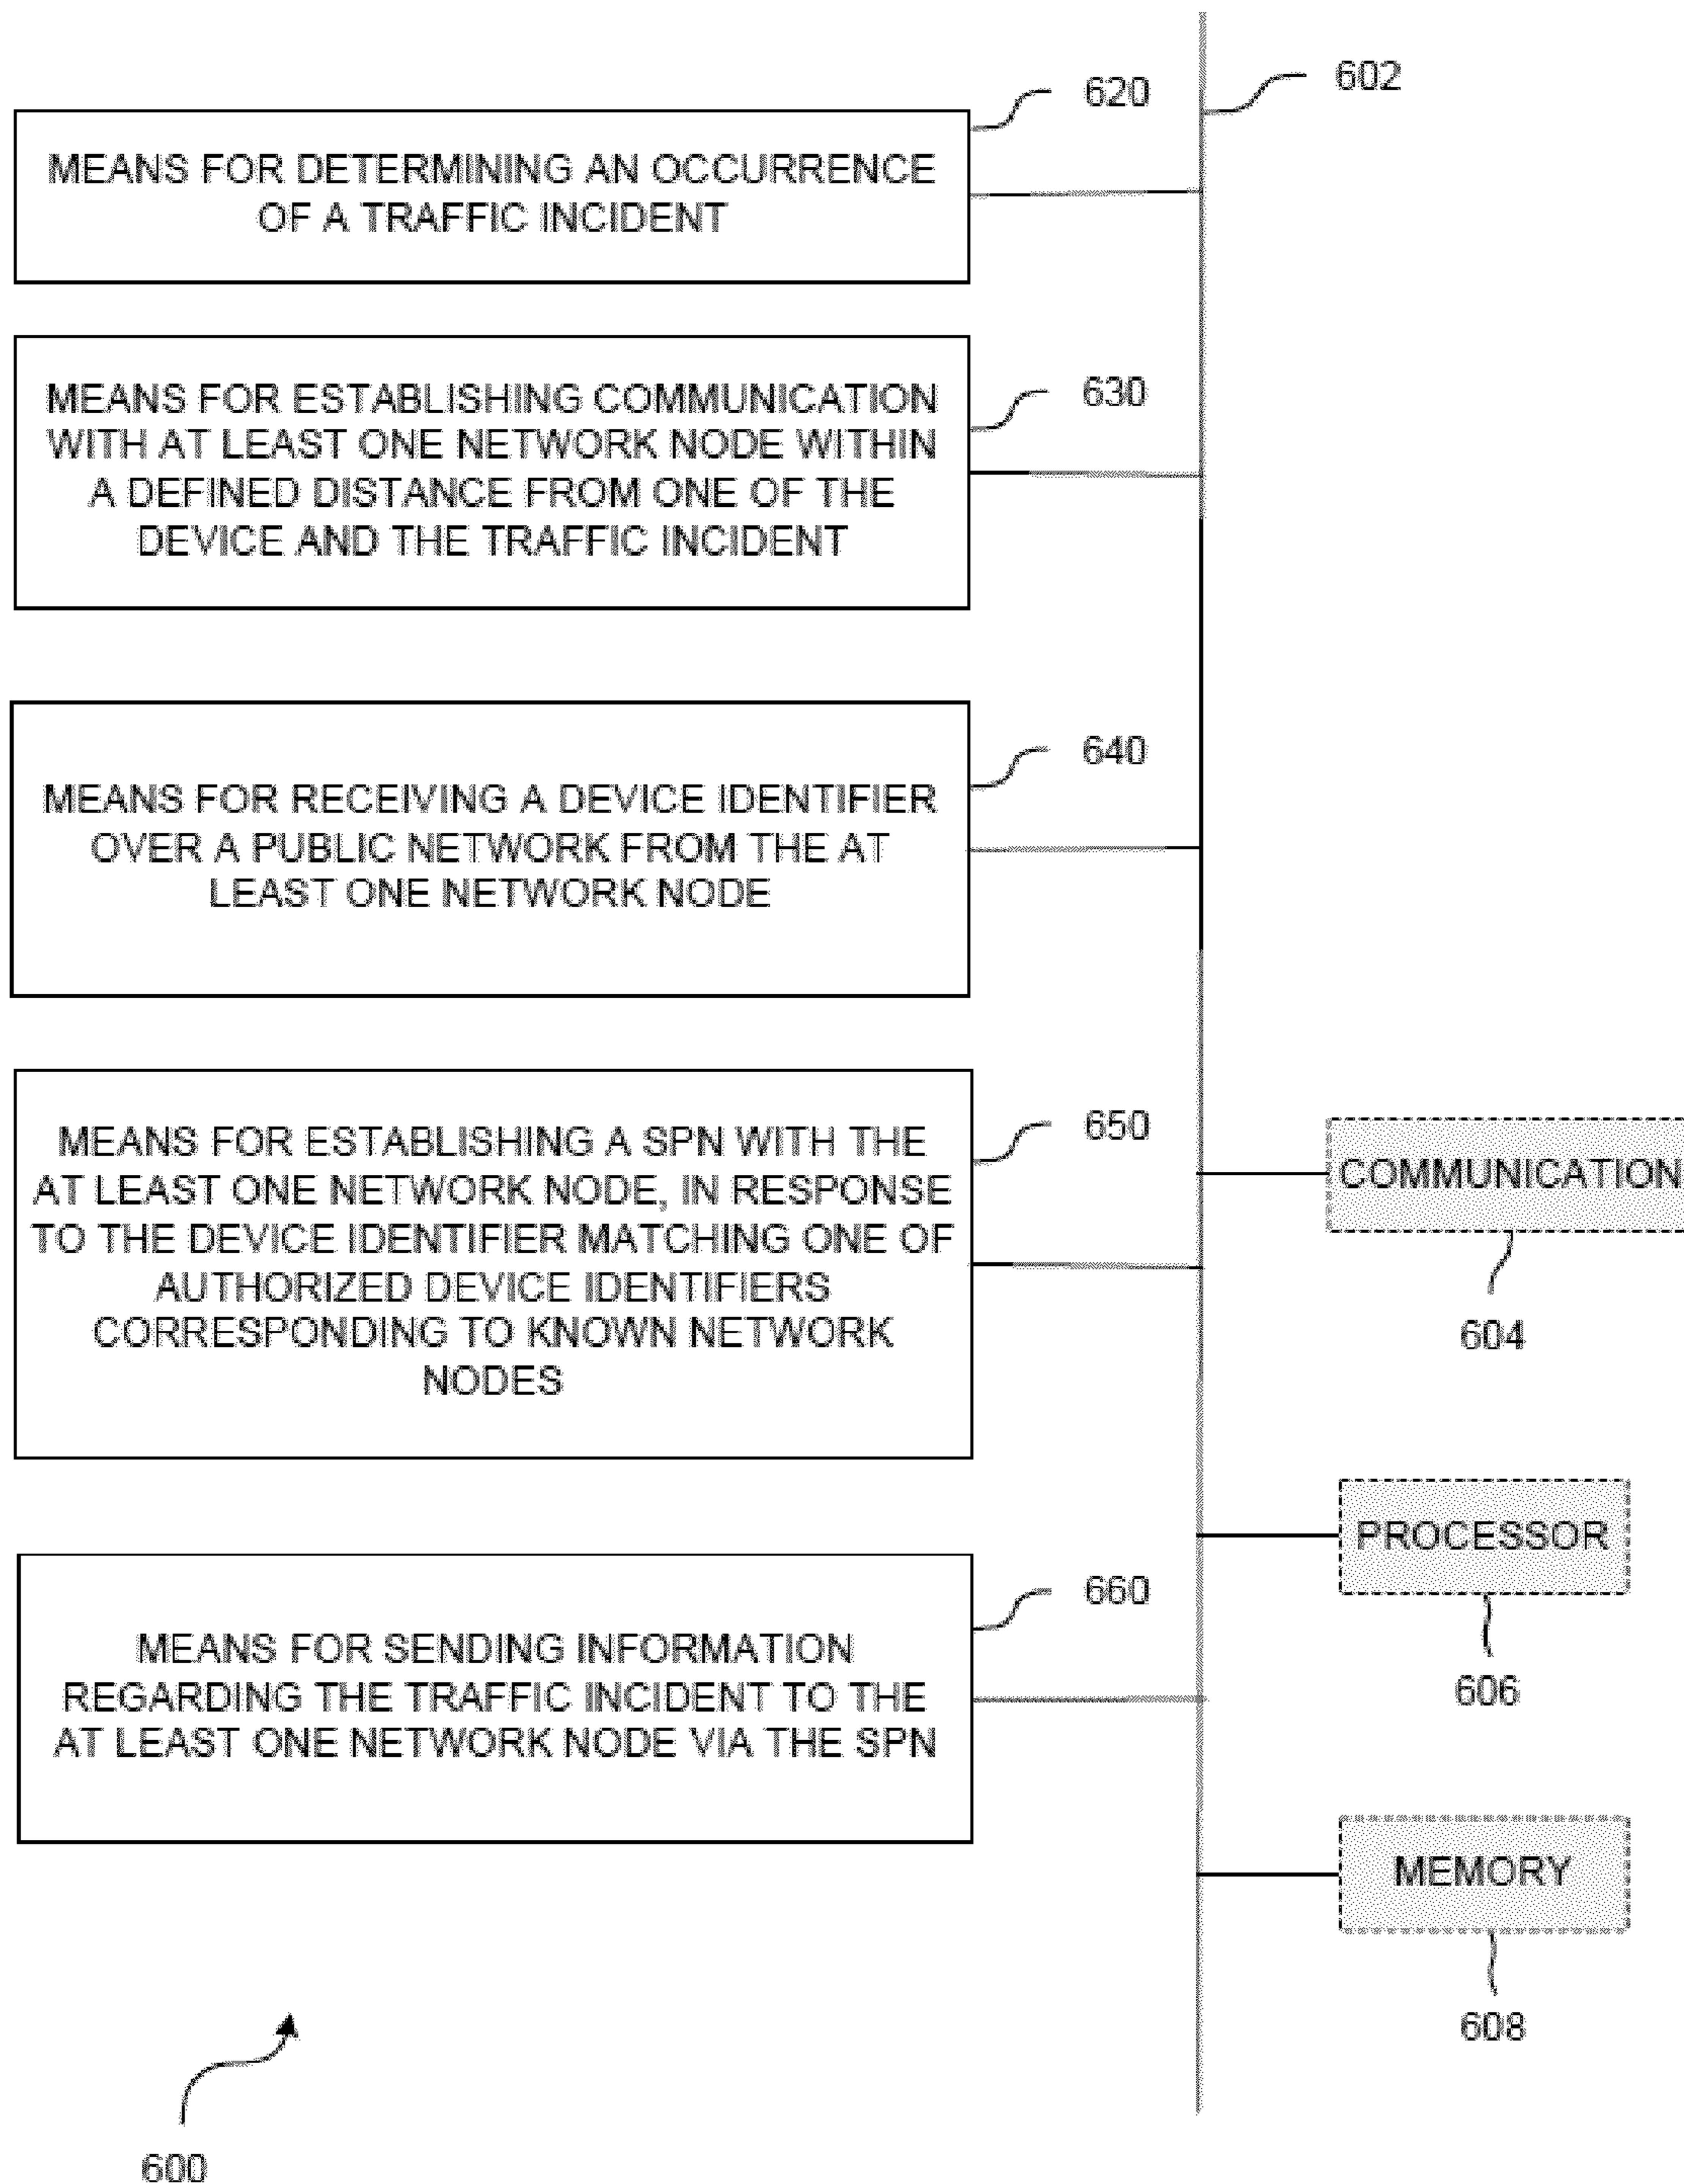 602
620
MEANS FOR DETERMINING AN OCCURRENCE
OF A TRAFFIC INCIDENT
630
MEANS FOR ESTABLISHING COMMUNICATION
WITH AT LEAST ONE NETWORK NODE WITHIN
A DEFINED DISTANCE FROM ONE OF THE
DEVICE AND THE TRAFFIC INCIDENT
640
MEANS FOR RECEIVING A DEVICE IDENTIFIER
OVER A PUBLIC NETWORK FROM THE AT
LEAST ONE NETWORK NODE
650
MEANS FOR ESTABLISHING A SPN WITH THE
AT LEAST ONE NETWORK NODE, IN RESPONSE
TO THE DEVICE IDENTIFIER MATCHING ONE OF
AUTHORIZED DEVICE IDENTIFIERS
CORRESPONDING TO KNOWN NETWORK
NODES
COMMUNICATION
604
PROCESSOR
606
660
MEANS FOR SENDING INFORMATION
REGARDING THE TRAFFIC INCIDENT TO THE
AT LEAST ONE NETWORK NODE VIA THE SPN
MEMORY
608
600